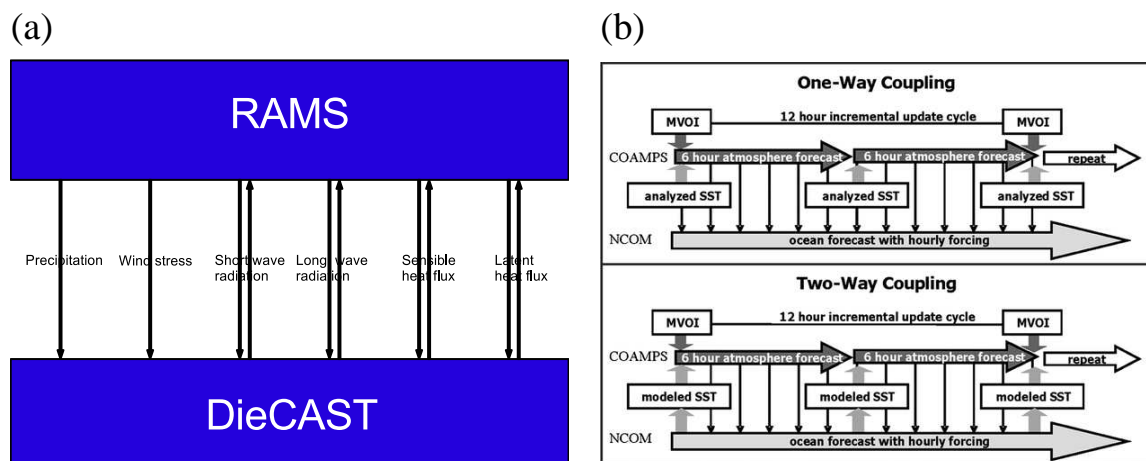 (a)
RAMS
Precipitation
Wind stress
Short wave
radiation
Long wave
radiation
Sensible
heat flux
Latent
heat flux
DieCAST
(b)
One-Way Coupling
MVOI
12 hour incremental update cycle
MVOI
COAMPS
6 hour atmosphere forecast
6 hour atmosphere forecast
repeat
analyzed SST
analyzed SST
analyzed SST
NCOM
ocean forecast with hourly forcing
Two-Way Coupling
MVOI
12 hour incremental update cycle
MVOI
COAMPS
6 hour atmosphere forecast
6 hour atmosphere forecast
repeat
modeled SST
modeled SST
modeled SST
NCOM
ocean forecast with hourly forcing